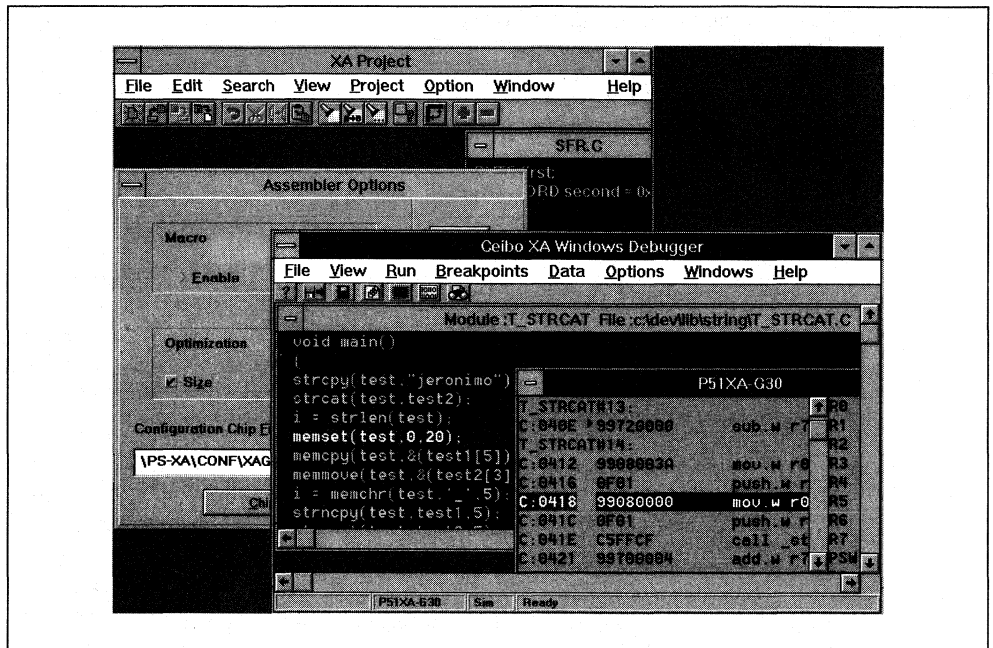 XA Project
File Edit Search View Project Option Window Help
SFR.C
rst;
ORD second = 0x
Assembler Options
Macro
Enable
Optimization
Size
Configuration Chip Fi
\PS-XA\CONF\XAG
Chi
Ceibo XA Windows Debugger
File View Run Breakpoints Data Options Windows Help
Module :T_STRCAT File :c:\dev\lib\string\T_STRCAT.C
void main()
{
strcpy(test,"jeronimo")
strcat(test,test2);
i = strlen(test);
memset(test,0,20);
memcpy(test,&(test1[5])
memmove(test,&(test2[3]
i = memchr(test,'_',5);
strncpy(test,test1,5);
P51XA-G30
T_STRCAT#13:
C:040E 99720000 sub.w r7
T_STRCAT#14:
C:0412 9908003A mov.w r0
C:0416 0F01 push.w r
C:0418 99080000 mov.w r0
C:041C 0F01 push.w r
C:041E C5FFCF call _st
C:0421 99700004 add.w r7
R0
R1
R2
R3
R4
R5
R6
R7
PSW
P51XA-G30 Sim Ready